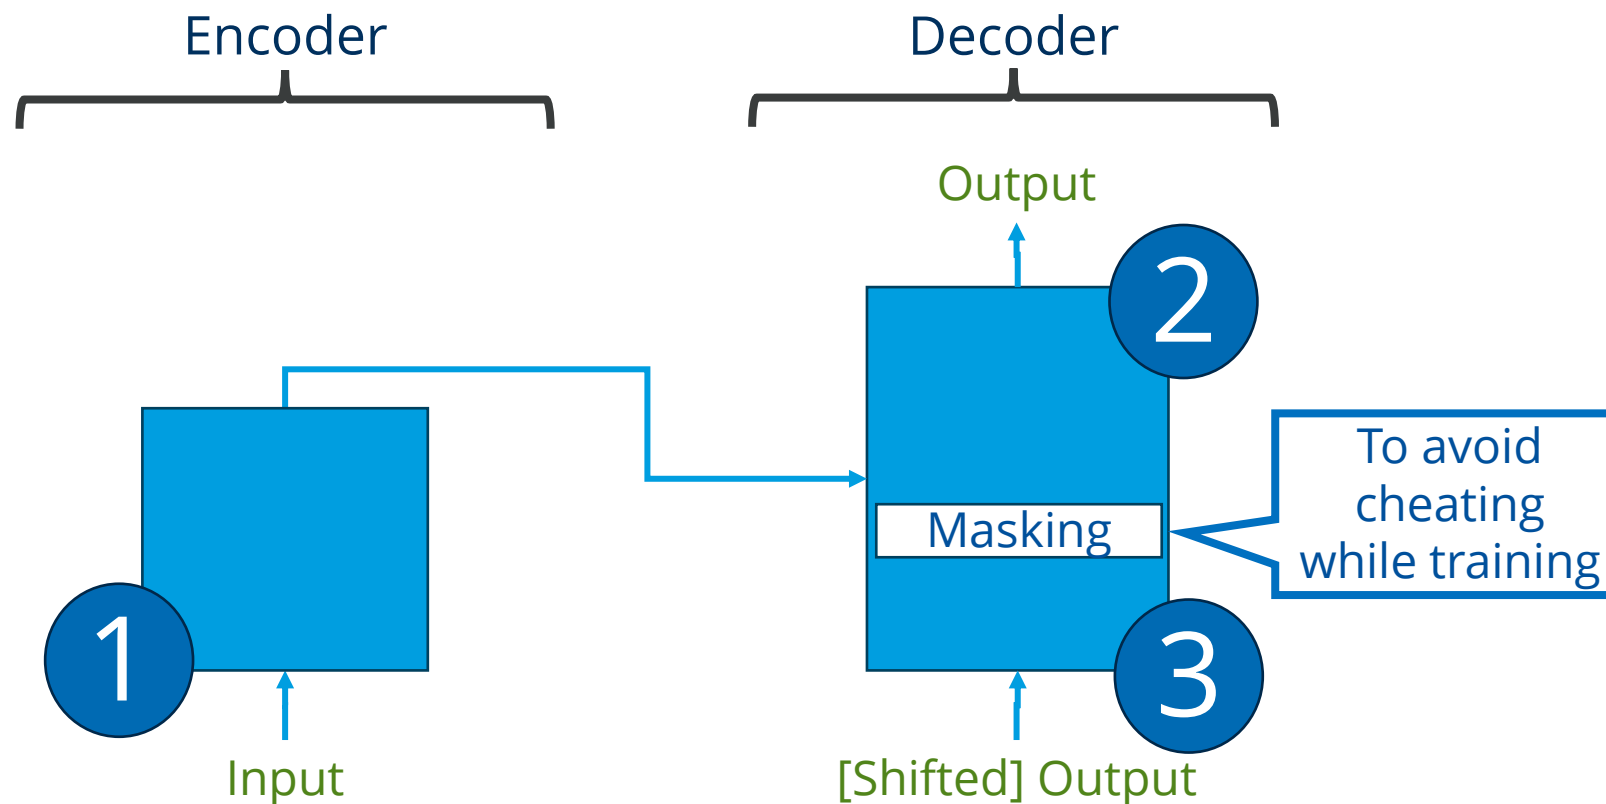 Encoder
Decoder
Output
2
To avoid
cheating
while training
Masking
1
3
Input
[Shifted] Output